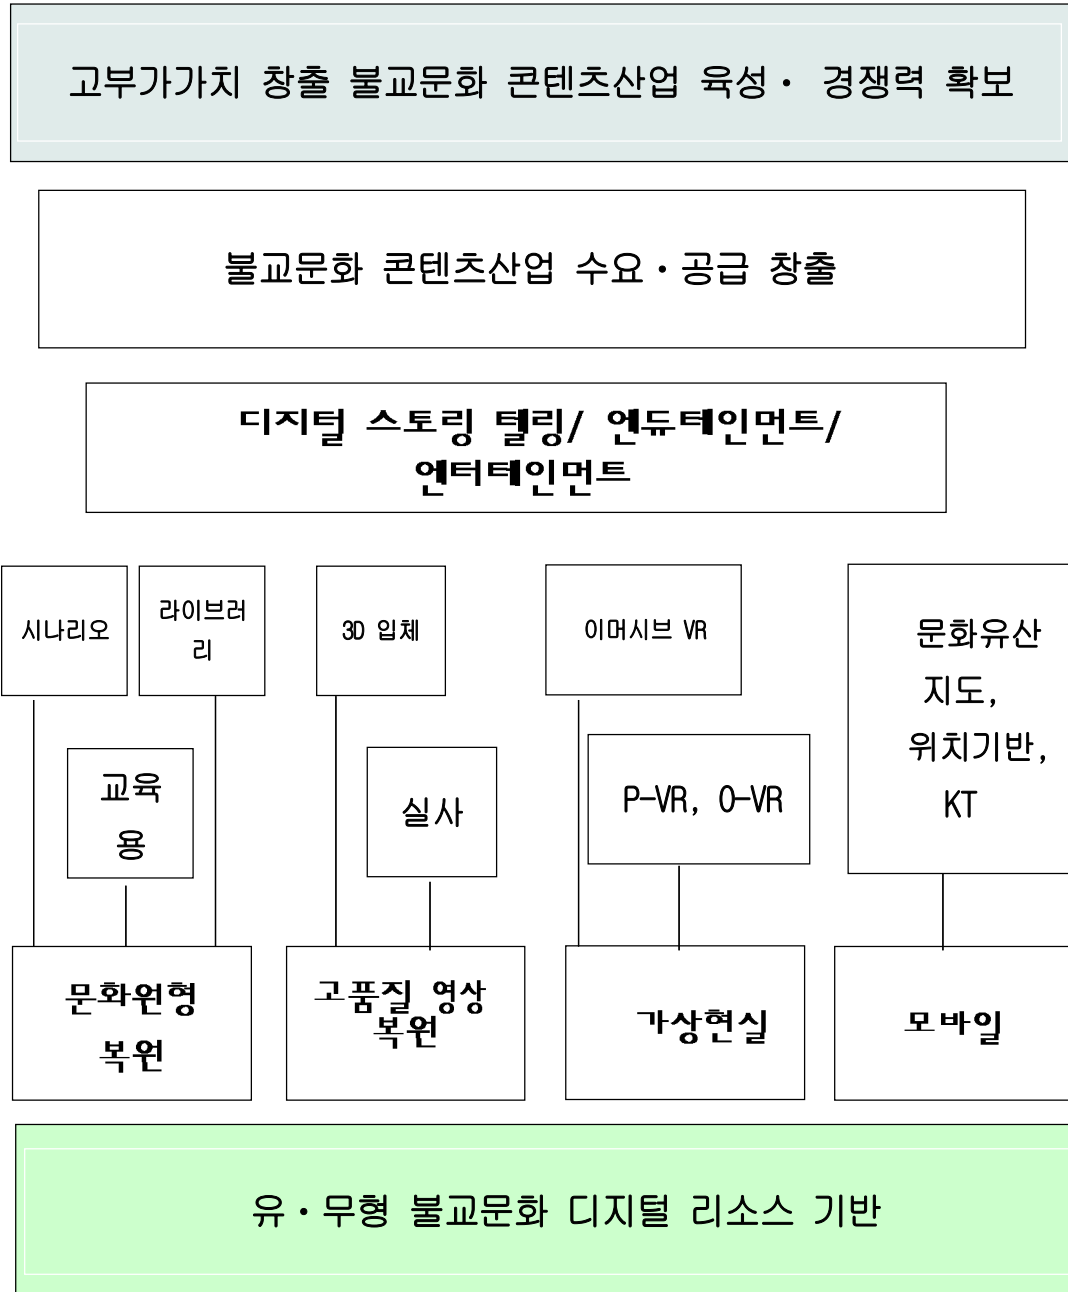 고부가가치 창출 불교문화 콘텐츠산업 육성· 경쟁력 확보
불교문화 콘텐츠산업 수요·공급 창출
디지털 스토링 텔링/ 엔듀테인먼트/
엔터테인먼트
시나리오
라이브러
리
3D 입체
이머시브 VR
문화유산
지도,
위치기반,
KT
교육
용
실사
P-VR, O-VR
문화원형
복원
고품질 영상
복원
가상현실
모바일
유·무형 불교문화 디지털 리소스 기반